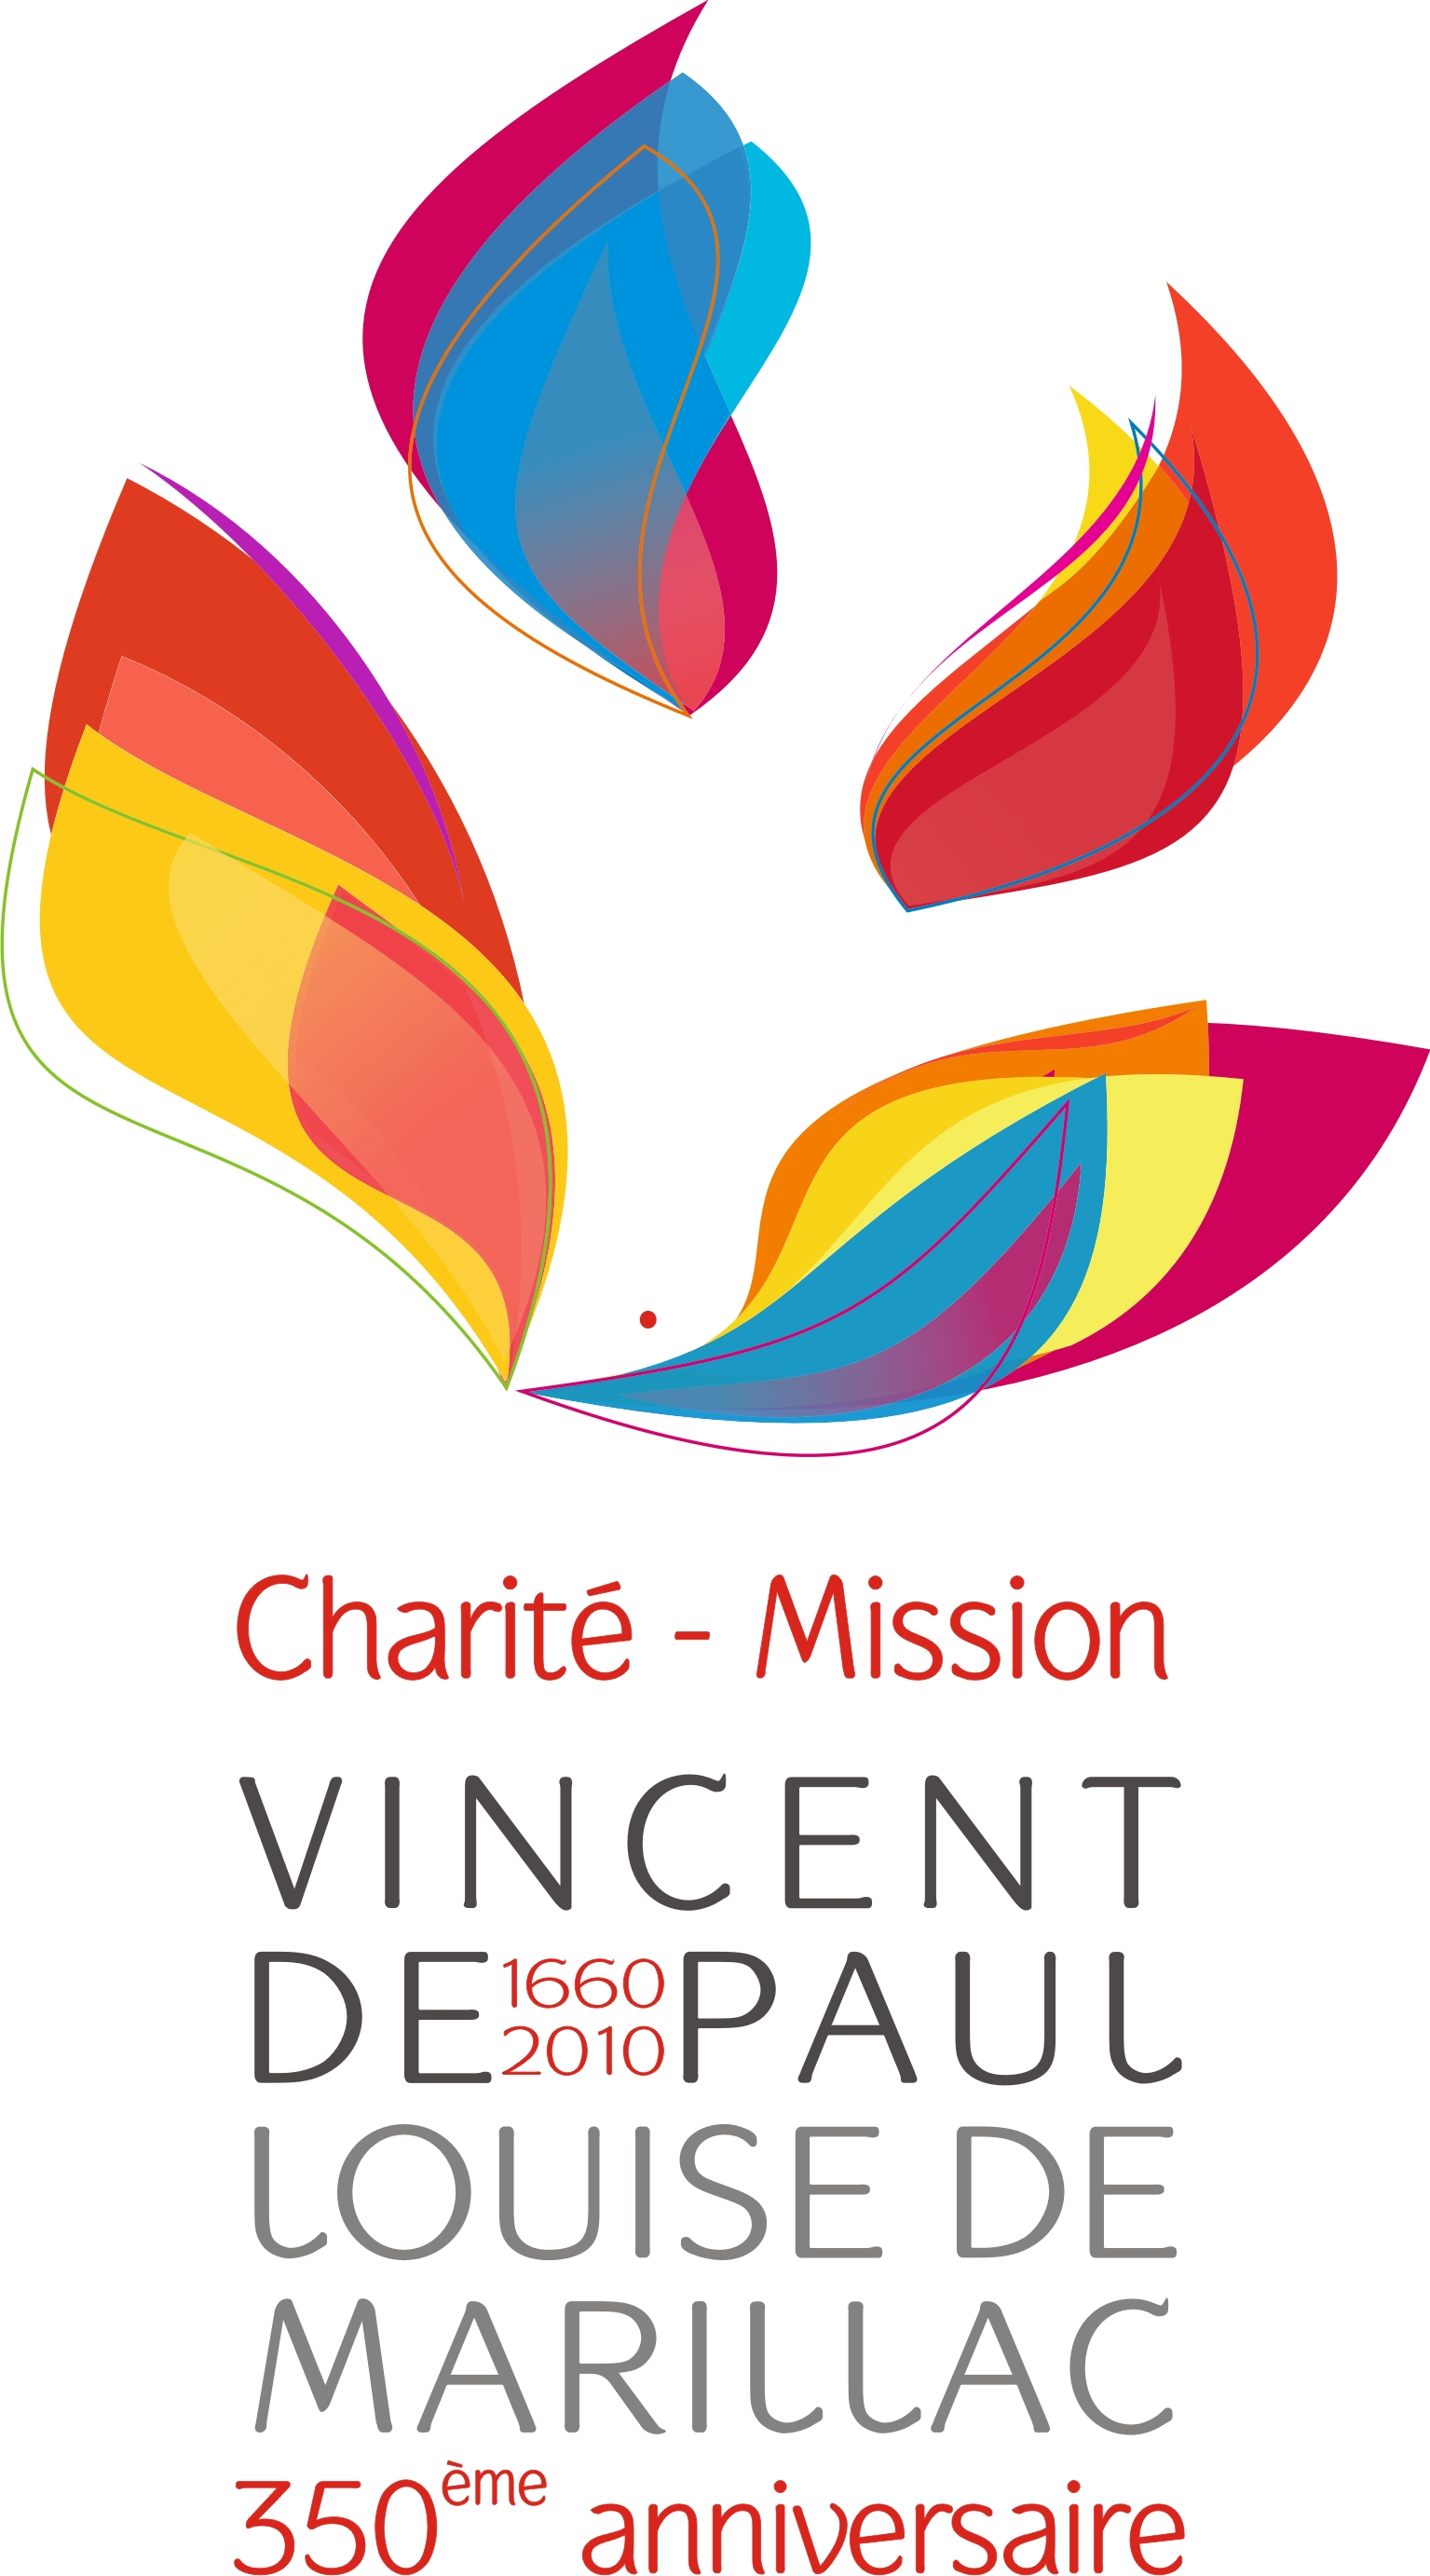 Charité - Mission
VINCENT
DE 1660 2010 PAUL
LOUISE DE
MARILLAC
350ème anniversaire